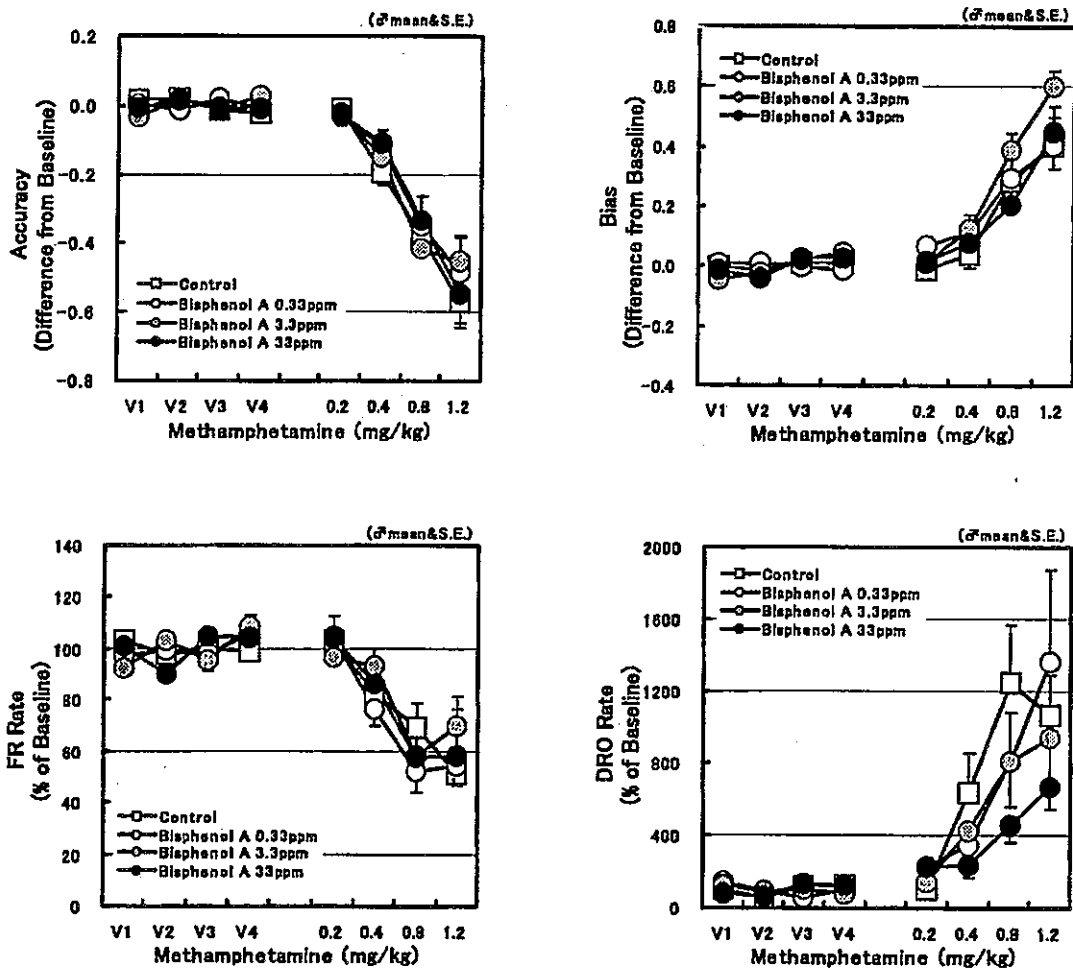 (♂mean&S.E.)
0.2
0.0
-0.2
-0.4
-0.6
-0.8
Accuracy
(Difference from Baseline)
Control
Bisphenol A 0.33ppm
Bisphenol A 3.3ppm
Bisphenol A 33ppm
V1 V2 V3 V4 0.2 0.4 0.8 1.2
Methamphetamine (mg/kg)
(♂mean&S.E.)
0.8
0.6
0.4
0.2
0.0
-0.2
-0.4
Bias
(Difference from Baseline)
Control
Bisphenol A 0.33ppm
Bisphenol A 3.3ppm
Bisphenol A 33ppm
V1 V2 V3 V4 0.2 0.4 0.8 1.2
Methamphetamine (mg/kg)
(♂mean&S.E.)
140
120
100
80
60
40
20
0
FR Rate
(% of Baseline)
Control
Bisphenol A 0.33ppm
Bisphenol A 3.3ppm
Bisphenol A 33ppm
V1 V2 V3 V4 0.2 0.4 0.8 1.2
Methamphetamine (mg/kg)
(♂mean&S.E.)
2000
1600
1200
800
400
0
DRO Rate
(% of Baseline)
Control
Bisphenol A 0.33ppm
Bisphenol A 3.3ppm
Bisphenol A 33ppm
V1 V2 V3 V4 0.2 0.4 0.8 1.2
Methamphetamine (mg/kg)